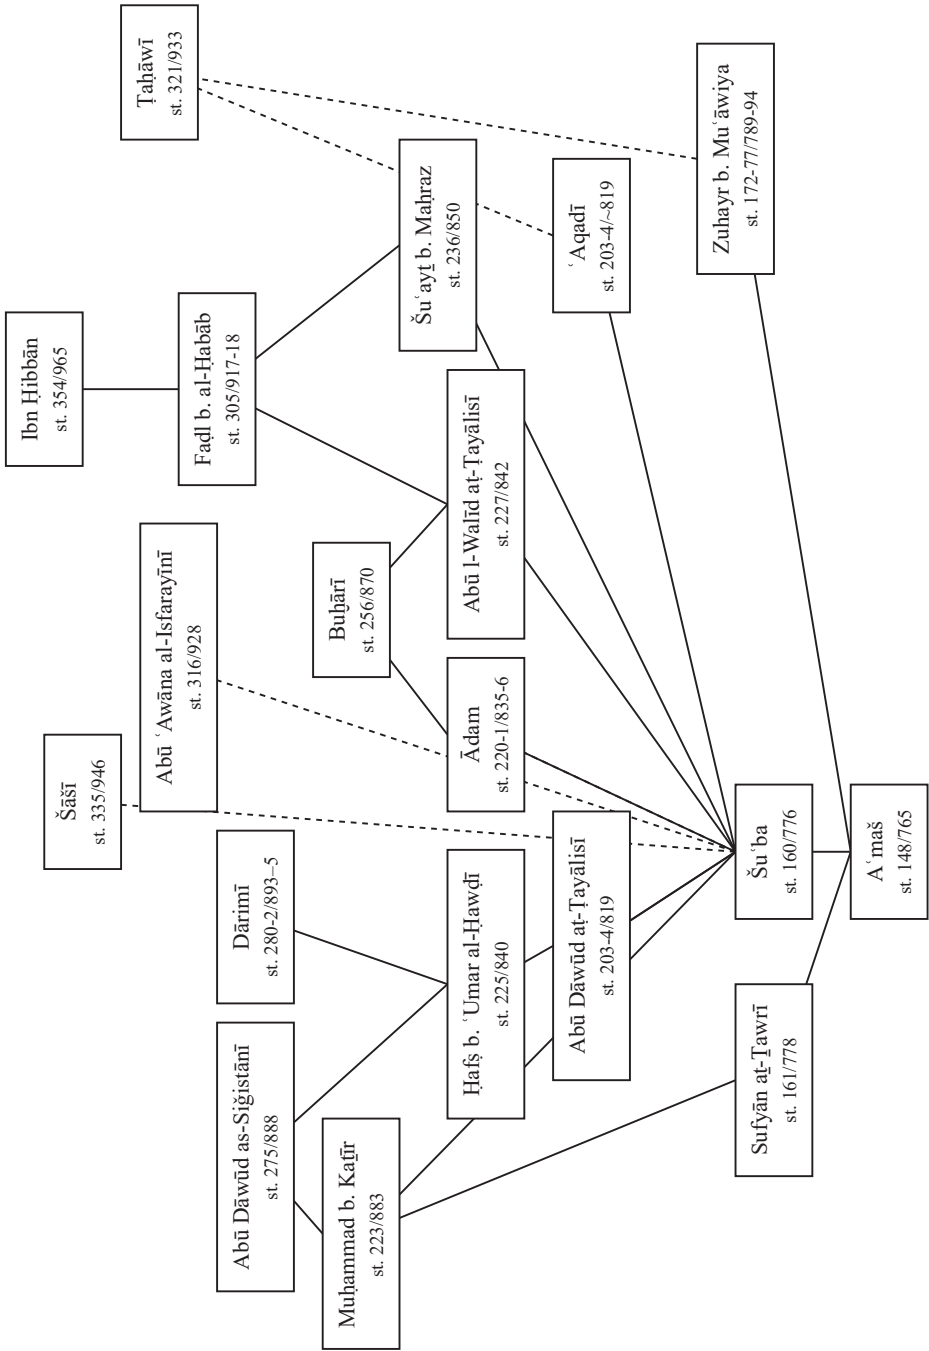 Ibn Ḥibbān
st. 354/965
Šāšī
st. 335/946
Ṭaḥāwī
st. 321/933
Abū ʿAwāna al-Isfarayīnī
st. 316/928
Faḍl b. al-Ḥabāb
st. 305/917-18
Abū Dāwūd as-Siǧistānī
st. 275/888
Dārimī
st. 280-2/893–5
Buḫārī
st. 256/870
Muḥammad b. Kaṯīr
st. 223/883
Šuʿayṯ b. Maḥraz
st. 236/850
Ḥafṣ b. ʿUmar al-Ḥawḍī
st. 225/840
Ādam
st. 220-1/835-6
Abū l-Walīd aṭ-Ṭayālisī
st. 227/842
Abū Dāwūd aṭ-Ṭayālisī
st. 203-4/819
ʿAqadī
st. 203-4/~819
Zuhayr b. Muʿāwiya
st. 172-77/789-94
Sufyān aṯ-Ṯawrī
st. 161/778
Šuʿba
st. 160/776
Aʿmaš
st. 148/765